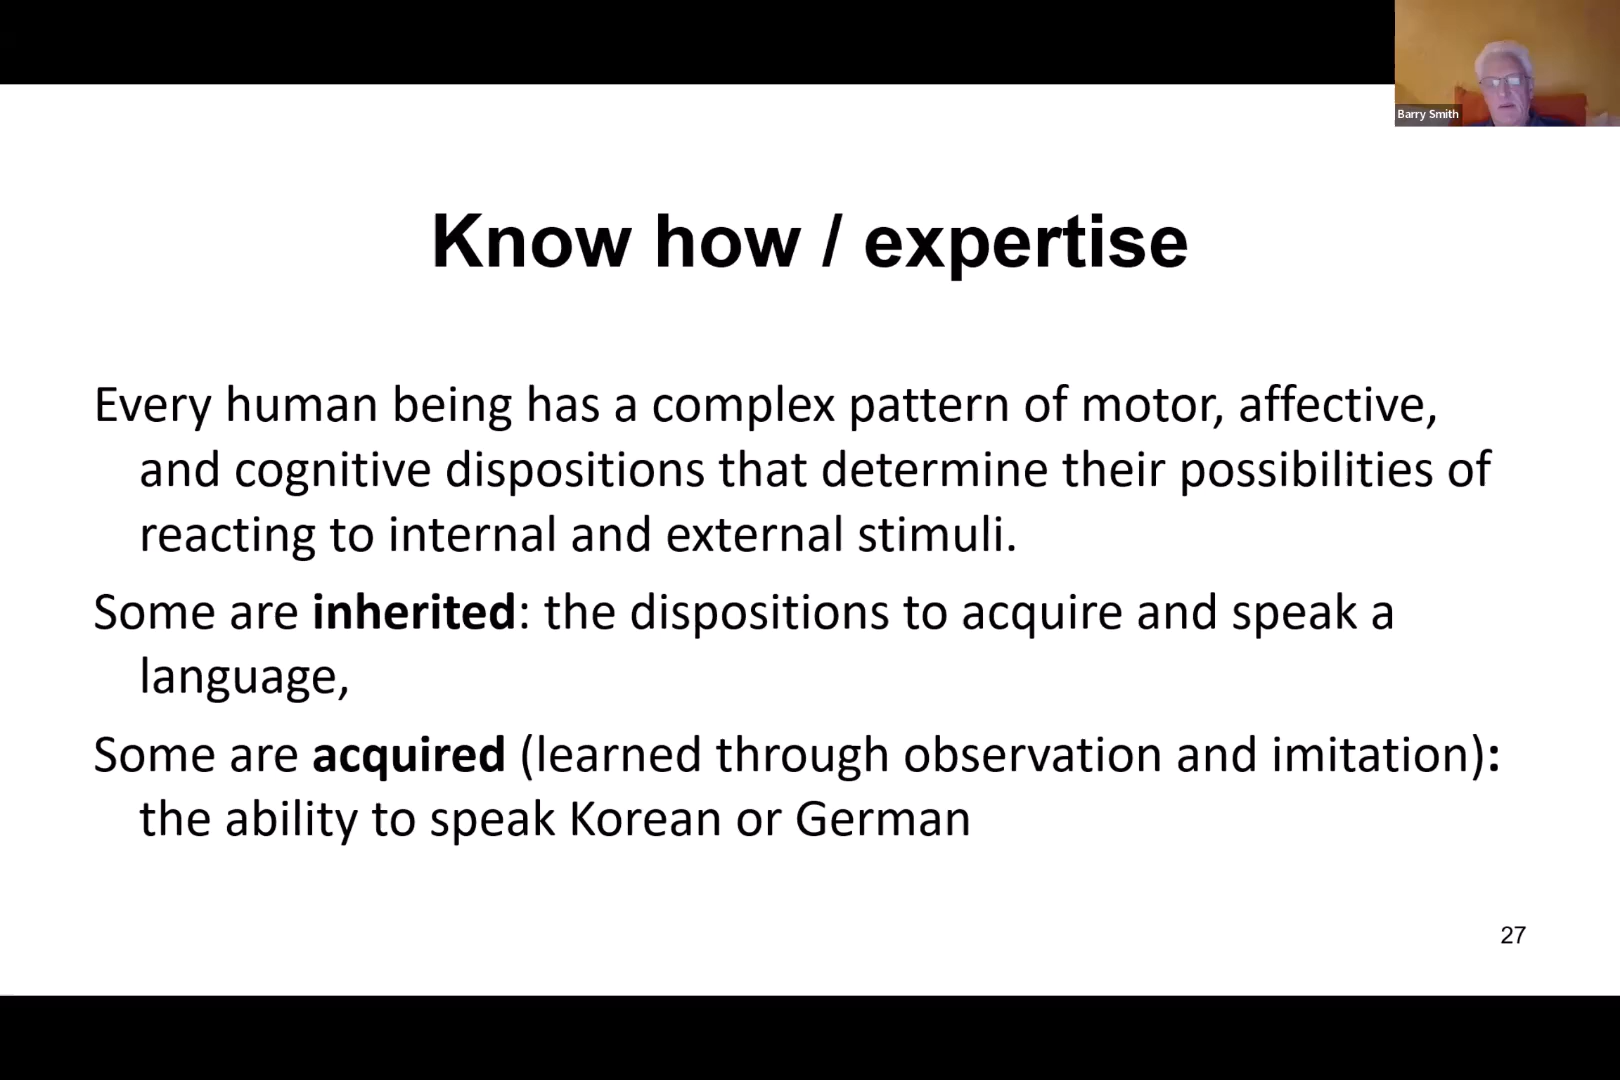 Barry Smith
Know how / expertise
Every human being has a complex pattern of motor, affective,
and cognitive dispositions that determine their possibilities of
reacting to internal and external stimuli.
Some are inherited: the dispositions to acquire and speak a
language,
Some are acquired (learned through observation and imitation):
the ability to speak Korean or German
27